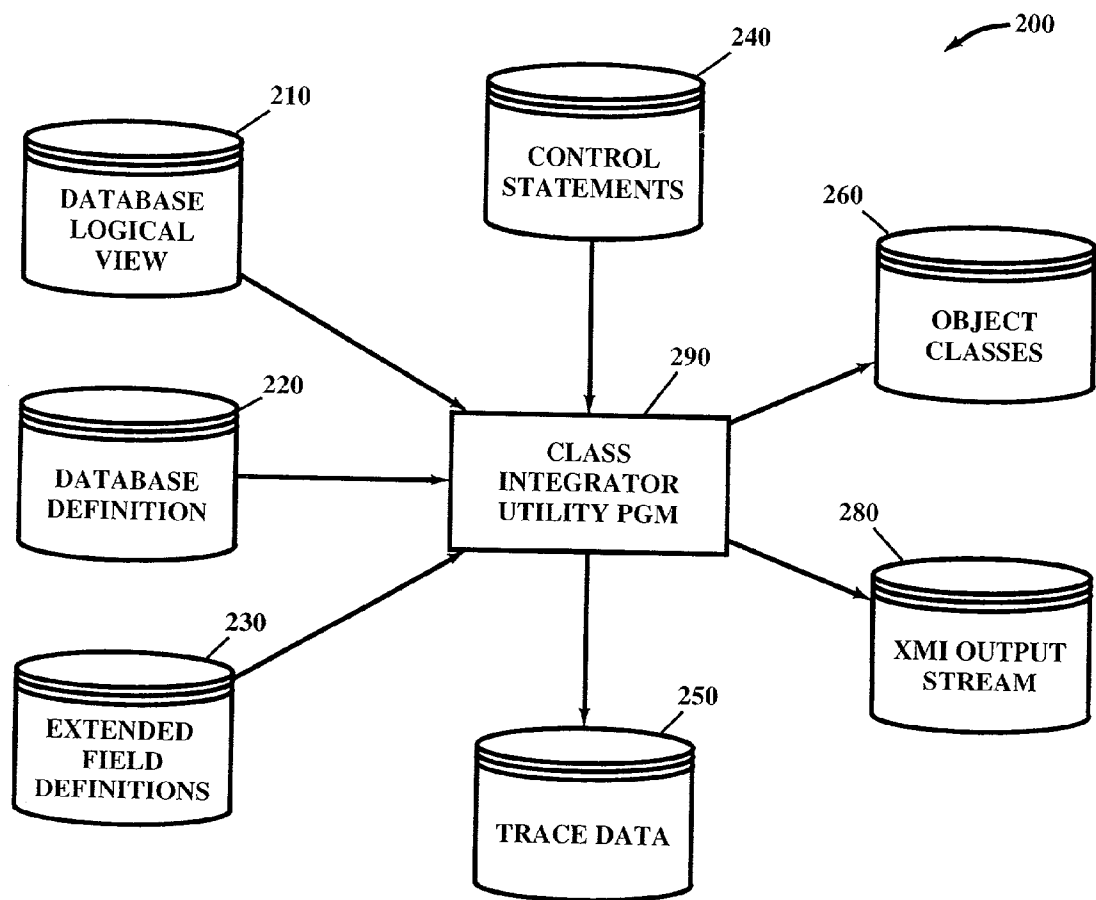 200
240
CONTROL
STATEMENTS
210
DATABASE
LOGICAL
VIEW
260
OBJECT
CLASSES
220
DATABASE
DEFINITION
290
CLASS
INTEGRATOR
UTILITY PGM
280
XMI OUTPUT
STREAM
230
EXTENDED
FIELD
DEFINITIONS
250
TRACE DATA